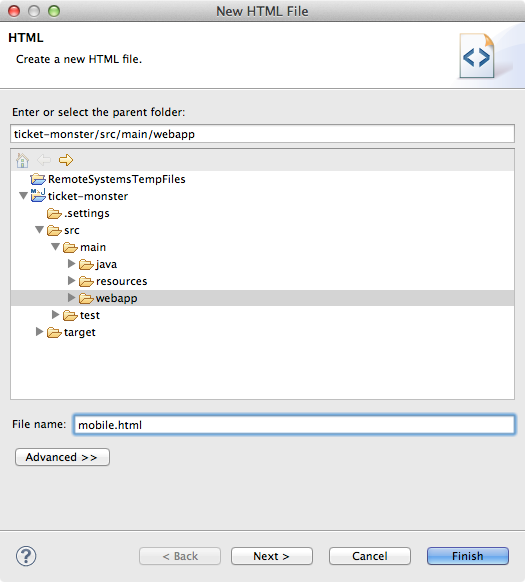 New HTML File
HTML
Create a new HTML file.
Enter or select the parent folder:
ticket-monster/src/main/webapp
RemoteSystemsTempFiles
ticket-monster
.settings
src
main
java
resources
webapp
test
target
File name: mobile.html
Advanced >>
? < Back Next > Cancel Finish